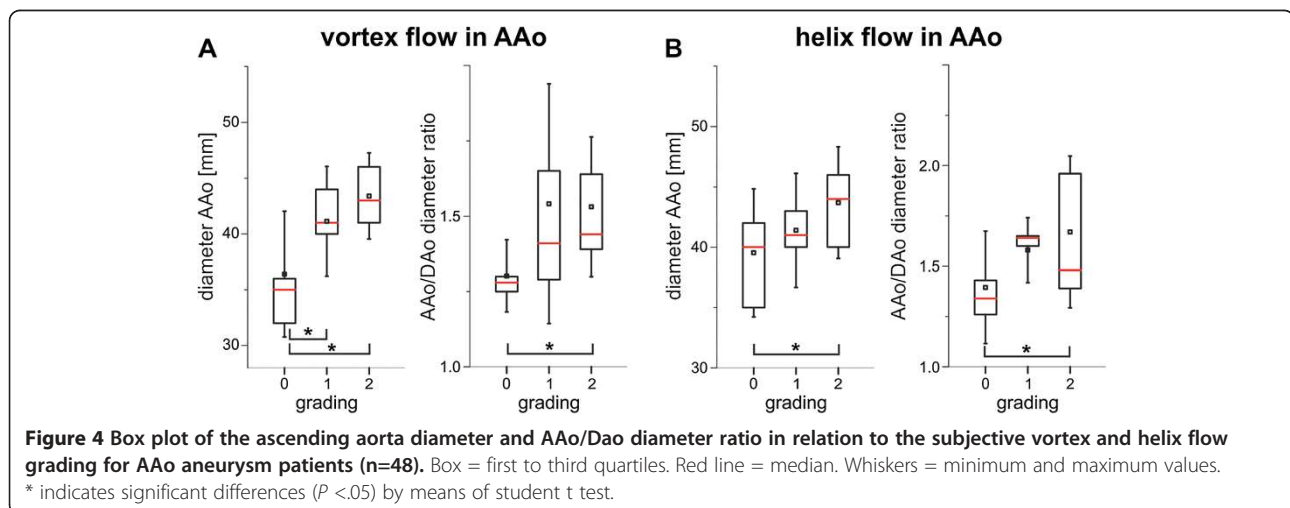 A vortex flow in AAo
B helix flow in AAo
diameter AAo [mm]
50
40
30
*
*
0 1 2
grading
AAo/DAo diameter ratio
1.5
1.0
*
0 1 2
grading
diameter AAo [mm]
50
40
30
*
0 1 2
grading
AAo/DAo diameter ratio
2.0
1.5
1.0
*
0 1 2
grading
Figure 4 Box plot of the ascending aorta diameter and AAo/Dao diameter ratio in relation to the subjective vortex and helix flow
grading for AAo aneurysm patients (n=48). Box = first to third quartiles. Red line = median. Whiskers = minimum and maximum values.
* indicates significant differences (P <.05) by means of student t test.